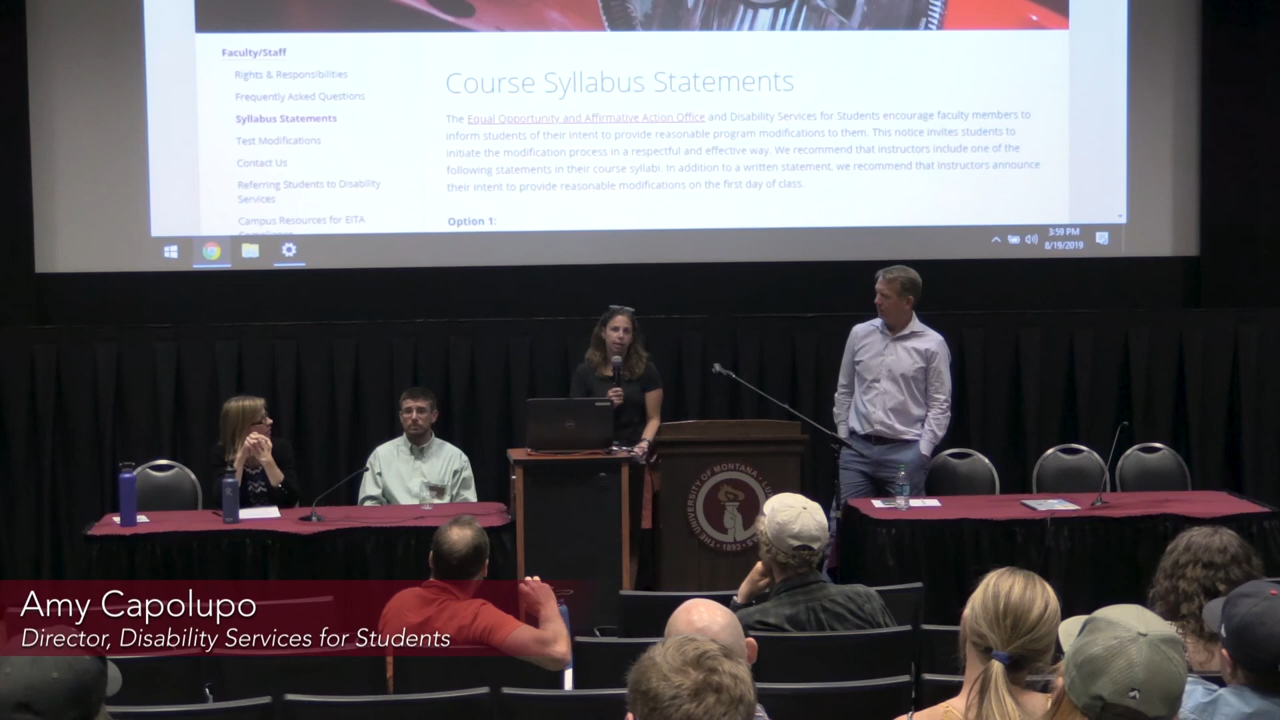 Faculty/Staff
Rights & Responsibilities
Frequently Asked Questions
Syllabus Statements
Test Modifications
Contact Us
Referring Students to Disability
Services
Campus Resources for EITA
Course Syllabus Statements
The Equal Opportunity and Affirmative Action Office and Disability Services for Students encourage faculty members to
inform students of their intent to provide reasonable program modifications to them. This notice invites students to
initiate the modification process in a respectful and effective way. We recommend that instructors include one of the
following statements in their course syllabi. In addition to a written statement, we recommend that instructors announce
their intent to provide reasonable modifications on the first day of class.
Option 1:
3:59 PM
8/19/2019
THE UNIVERSITY OF MONTANA
1893
Amy Capolupo
Director, Disability Services for Students